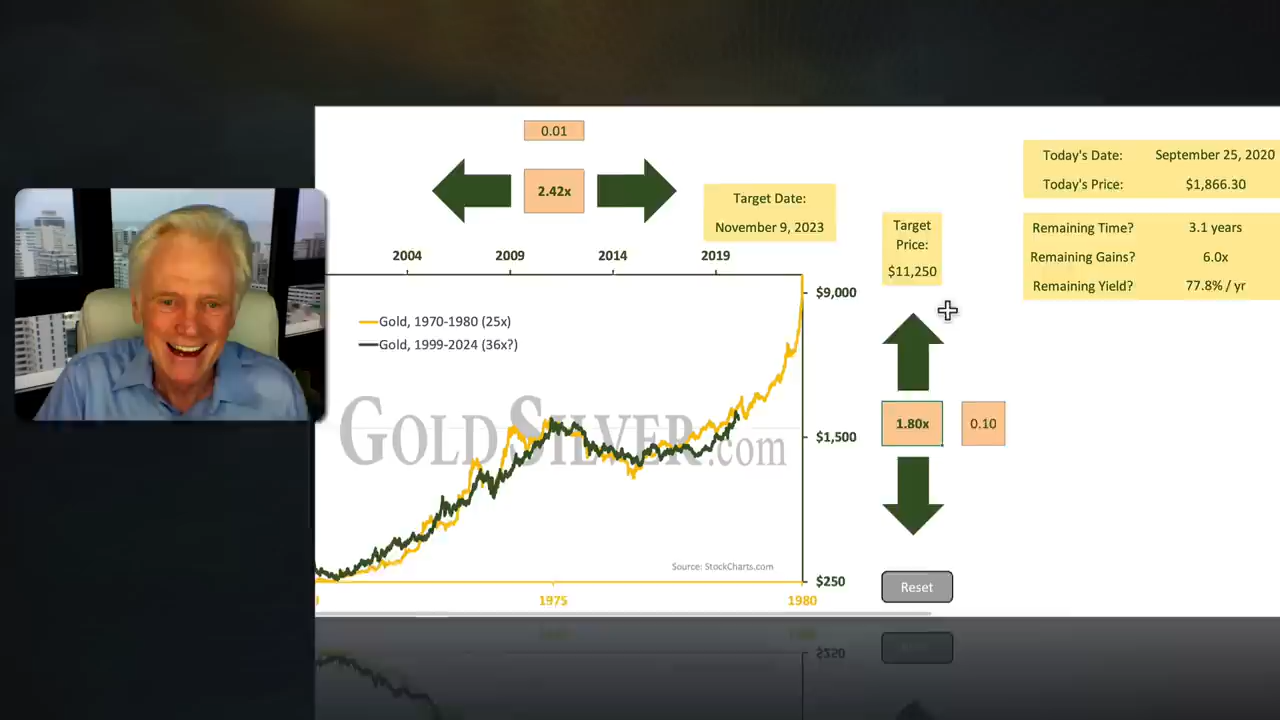 0.01
2.42x
Target Date:
November 9, 2023
Today's Date: September 25, 2020
Today's Price: $1,866.30
Target
Price:
$11,250
Remaining Time? 3.1 years
Remaining Gains? 6.0x
Remaining Yield? 77.8% / yr
2004 2009 2014 2019
$9,000
Gold, 1970-1980 (25x)
Gold, 1999-2024 (36x?)
GOLDSILVER.com
$1,500
1.80x
0.10
Source: StockCharts.com
$250
1975 1980
Reset
$250